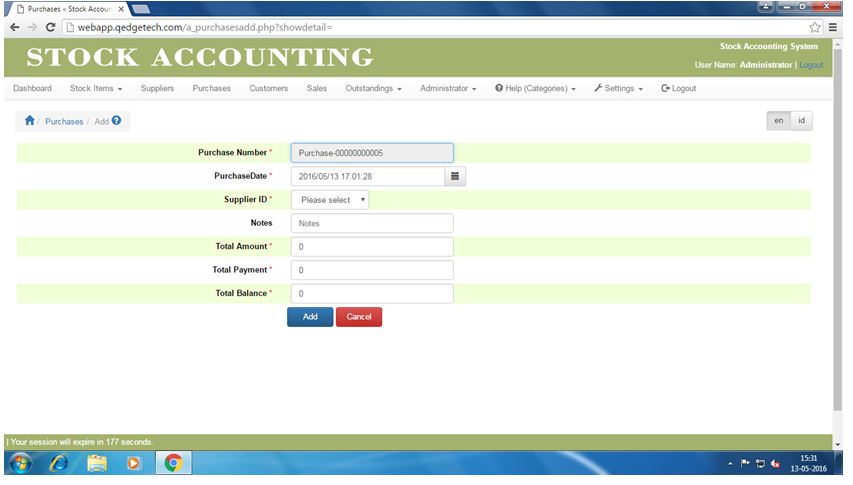 Purchases « Stock Accoun
webapp.qedgetech.com/a_purchasesadd.php?showdetail=
STOCK ACCOUNTING
Stock Accounting System
User Name: Administrator | Logout
Dashboard Stock Items Suppliers Purchases Customers Sales Outstandings Administrator Help (Categories) Settings Logout
/ Purchases / Add
en id
Purchase Number * Purchase-00000000005
PurchaseDate * 2016/05/13 17:01:28
Supplier ID * Please select
Notes Notes
Total Amount * 0
Total Payment * 0
Total Balance * 0
Add Cancel
| Your session will expire in 177 seconds.
15:31
13-05-2016